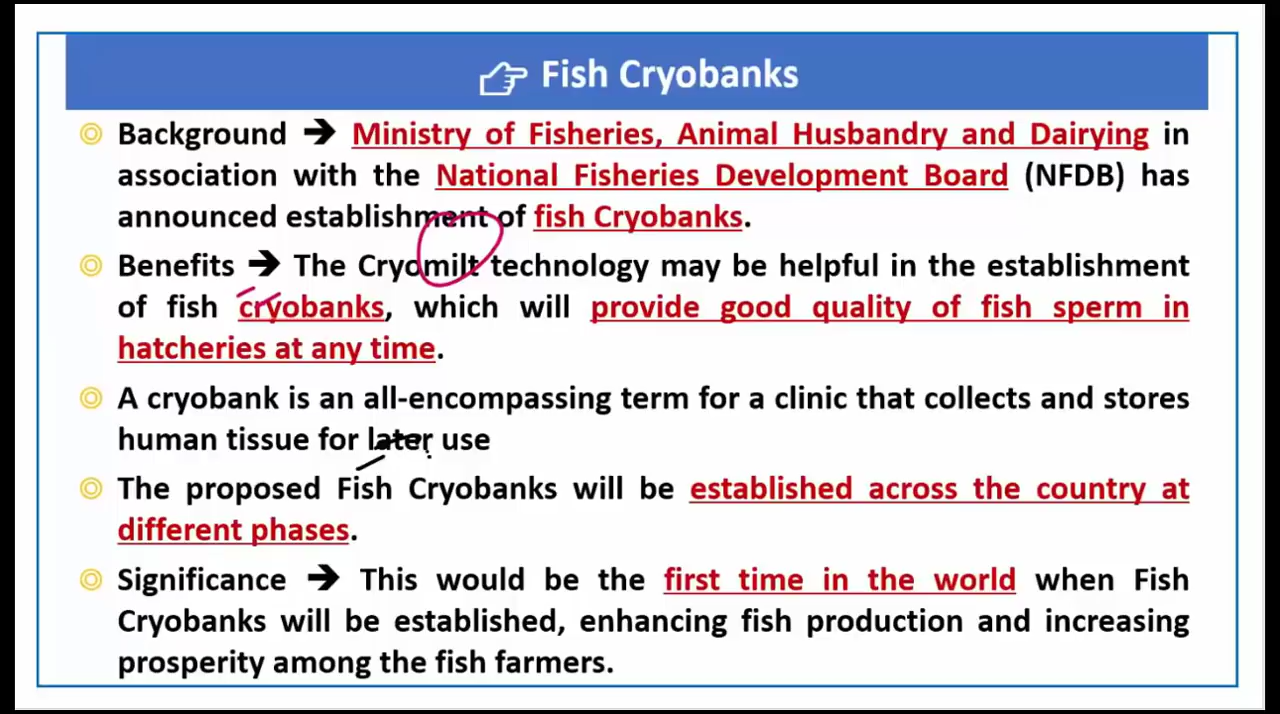 Fish Cryobanks
Background → Ministry of Fisheries, Animal Husbandry and Dairying in
association with the National Fisheries Development Board (NFDB) has
announced establishment of fish Cryobanks.
Benefits → The Cryomilt technology may be helpful in the establishment
of fish cryobanks, which will provide good quality of fish sperm in
hatcheries at any time.
A cryobank is an all-encompassing term for a clinic that collects and stores
human tissue for later use
The proposed Fish Cryobanks will be established across the country at
different phases.
Significance → This would be the first time in the world when Fish
Cryobanks will be established, enhancing fish production and increasing
prosperity among the fish farmers.